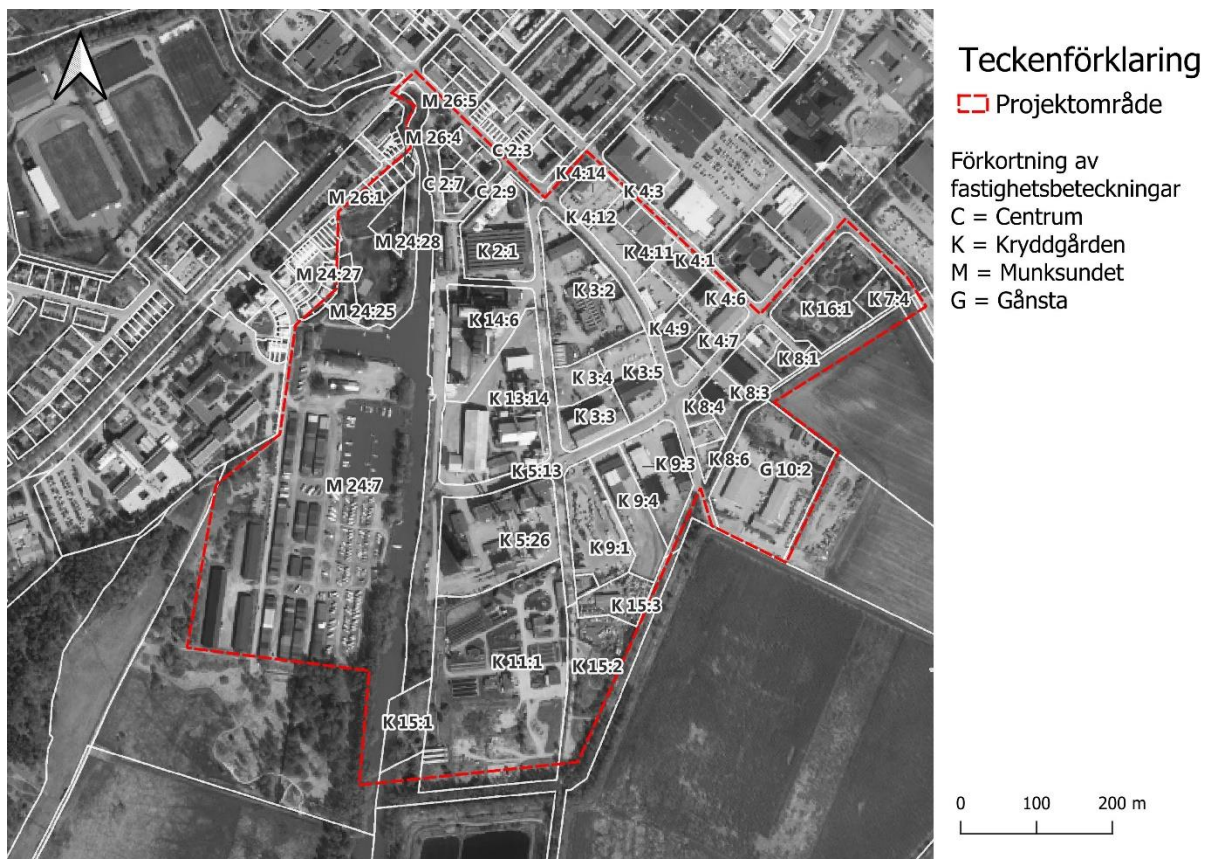 M 26:5
M 26:4
C 2:3
K 4:14
C 2:7
C 2:9
K 4:3
M 26:1
K 4:12
M 24:28
K 2:1
K 4:11
K 4:1
M 24:27
K 3:2
K 4:6
K 7:4
M 24:25
K 16:1
K 14:6
K 4:9
K 4:7
K 8:1
K 3:4
K 3:5
K 13:14
K 8:3
K 3:3
K 8:4
K 5:13
K 9:3
K 8:6
G 10:2
M 24:7
K 9:4
K 5:26
K 9:1
K 15:3
K 11:1
K 15:2
K 15:1
Teckenförklaring
Projektområde
Förkortning av
fastighetsbeteckningar
C = Centrum
K = Kryddgården
M = Munksundet
G = Gånsta
0 100 200 m